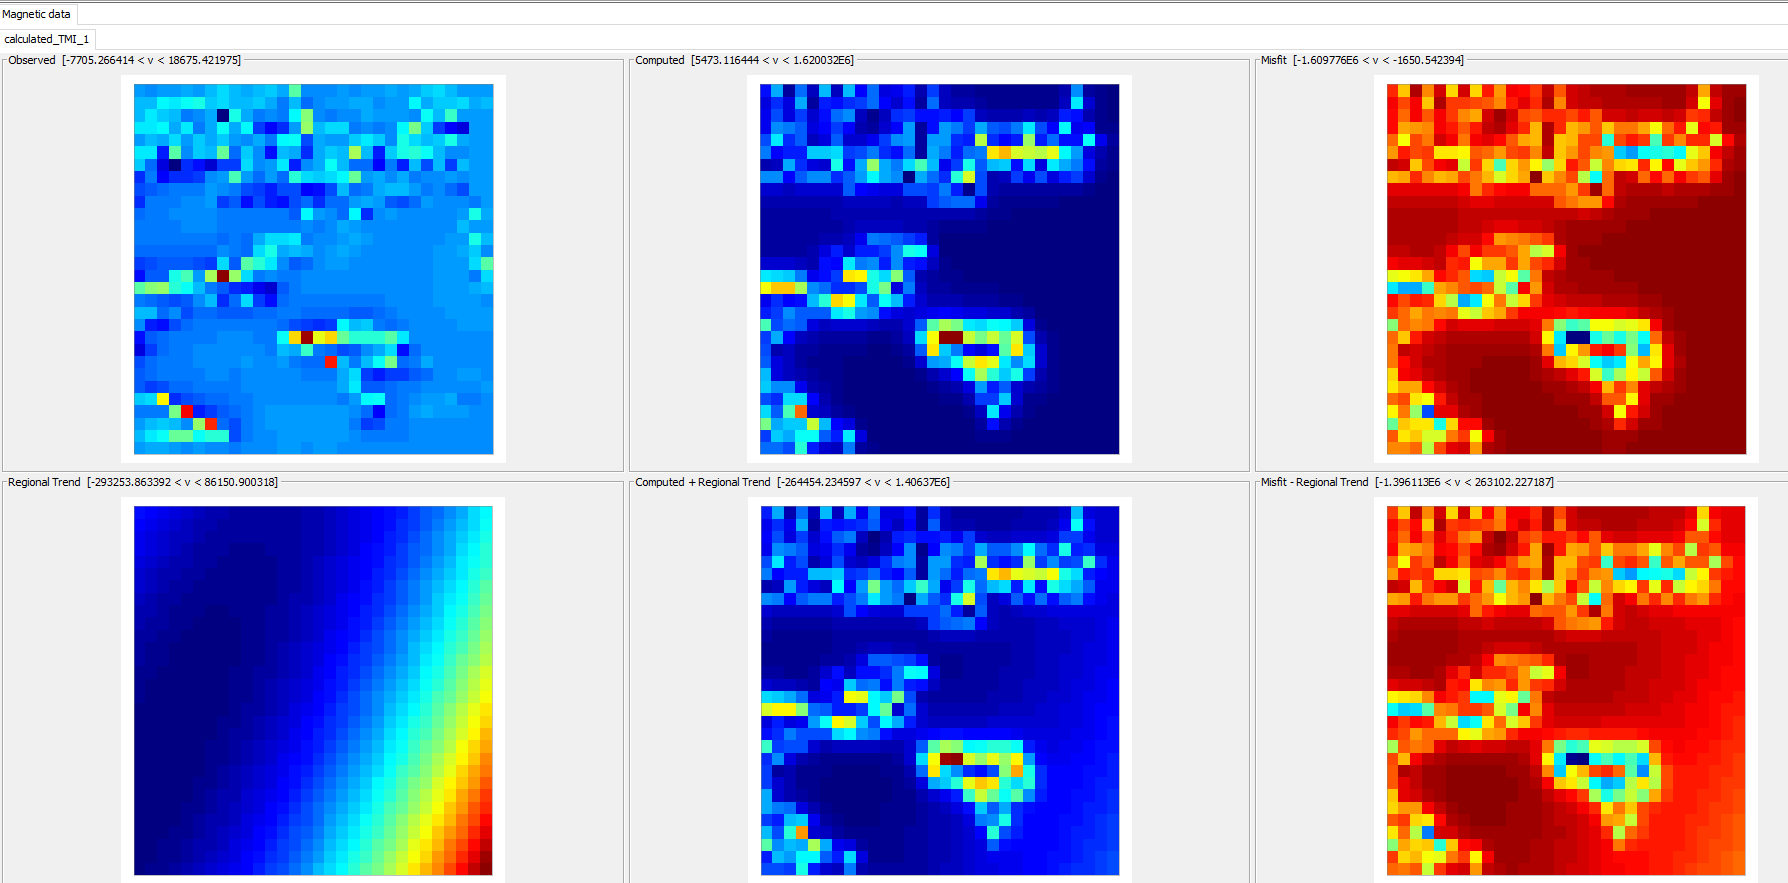 Magnetic data
calculated_TMI_1
Observed [-7705.266414 < v < 18675.421975]
Computed [5473.116444 < v < 1.620032E6]
Misfit [-1.609776E6 < v < -1650.542394]
Regional Trend [-293253.863392 < v < 86150.900318]
Computed + Regional Trend [-264454.234597 < v < 1.40637E6]
Misfit - Regional Trend [-1.396113E6 < v < 263102.227187]